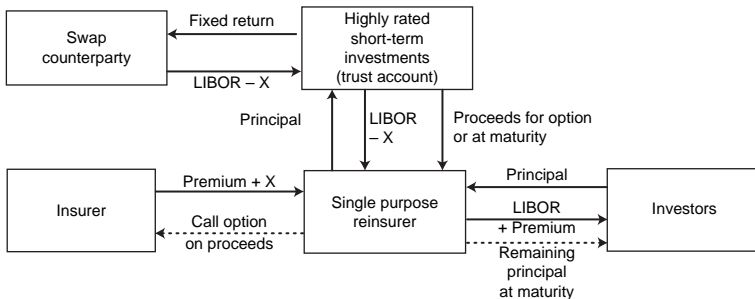 Fixed return
Swap
counterparty
LIBOR – X
Highly rated
short-term
investments
(trust account)
Principal
LIBOR
– X
Proceeds for option
or at maturity
Insurer
Premium + X
Call option
on proceeds
Single purpose
reinsurer
Principal
LIBOR
+ Premium
Remaining
principal
at maturity
Investors